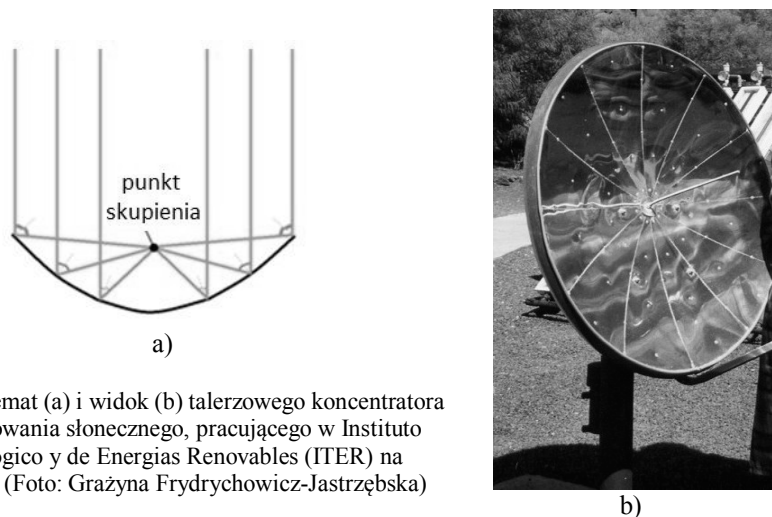 punkt
skupienia
a)
emat (a) i widok (b) talerzowego koncentratora
owania słonecznego, pracującego w Instituto
ógico y de Energias Renovables (ITER) na
(Foto: Grażyna Frydrychowicz-Jastrzębska)
b)